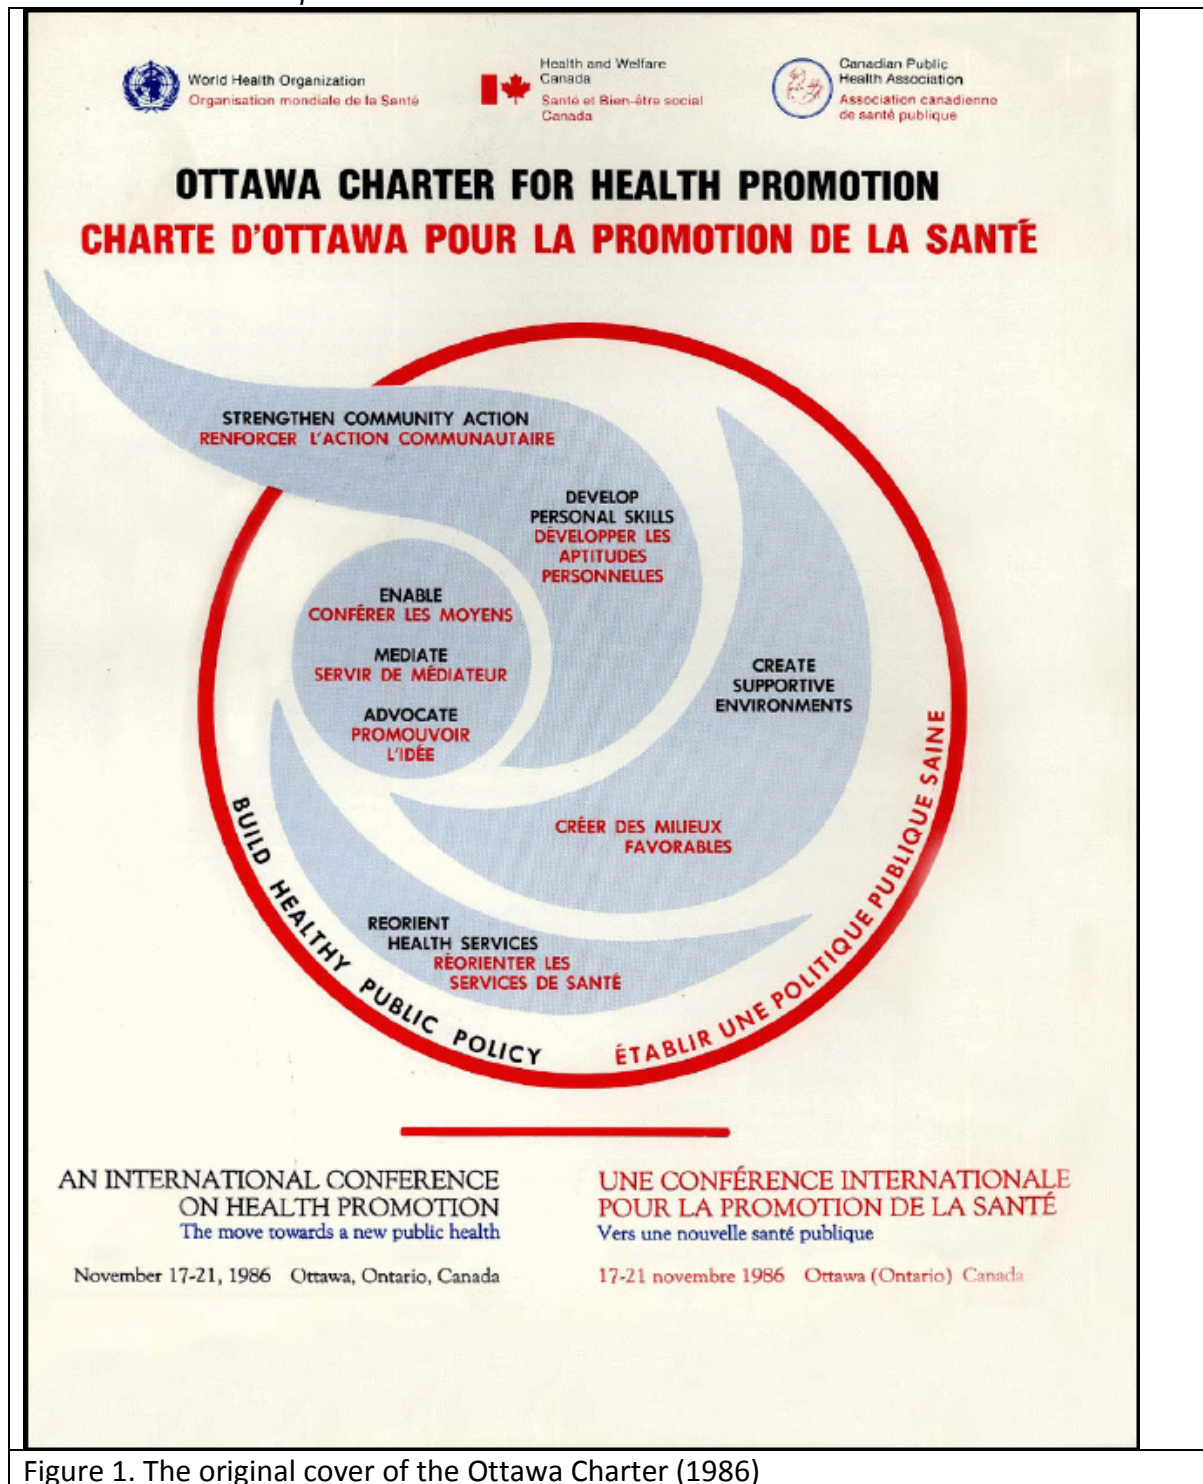 World Health Organization
Organisation mondiale de la Santé
Health and Welfare
Canada
Santé et Bien-être social
Canada
Canadian Public
Health Association
Association canadienne
de santé publique
OTTAWA CHARTER FOR HEALTH PROMOTION
CHARTE D'OTTAWA POUR LA PROMOTION DE LA SANTÉ
STRENGTHEN COMMUNITY ACTION
RENFORCER L'ACTION COMMUNAUTAIRE
DEVELOP
PERSONAL SKILLS
DÉVELOPPER LES
APTITUDES
PERSONNELLES
ENABLE
CONFÉRER LES MOYENS
MEDIATE
SERVIR DE MÉDIATEUR
ADVOCATE
PROMOUVOIR
L'IDÉE
CREATE
SUPPORTIVE
ENVIRONMENTS
CRÉER DES MILIEUX
FAVORABLES
REORIENT
HEALTH SERVICES
RÉORIENTER LES
SERVICES DE SANTÉ
BUILD HEALTHY PUBLIC POLICY
ÉTABLIR UNE POLITIQUE PUBLIQUE SAINE
AN INTERNATIONAL CONFERENCE
ON HEALTH PROMOTION
The move towards a new public health
November 17-21, 1986 Ottawa, Ontario, Canada
UNE CONFÉRENCE INTERNATIONALE
POUR LA PROMOTION DE LA SANTÉ
Vers une nouvelle santé publique
17-21 novembre 1986 Ottawa (Ontario) Canada
Figure 1. The original cover of the Ottawa Charter (1986)